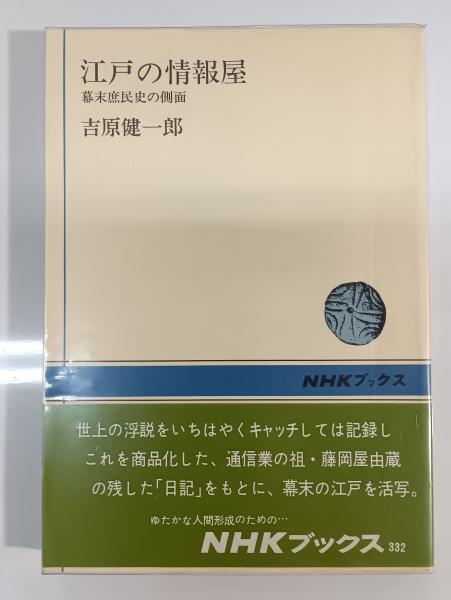 江戸の情報屋
幕末庶民史の側面
吉原健一郎
NHKブックス
世上の浮説をいちはやくキャッチしては記録し
これを商品化した、通信業の祖・藤岡屋由蔵
の残した「日記」をもとに、幕末の江戸を活写。
ゆたかな人間形成のための…
NHKブックス 332